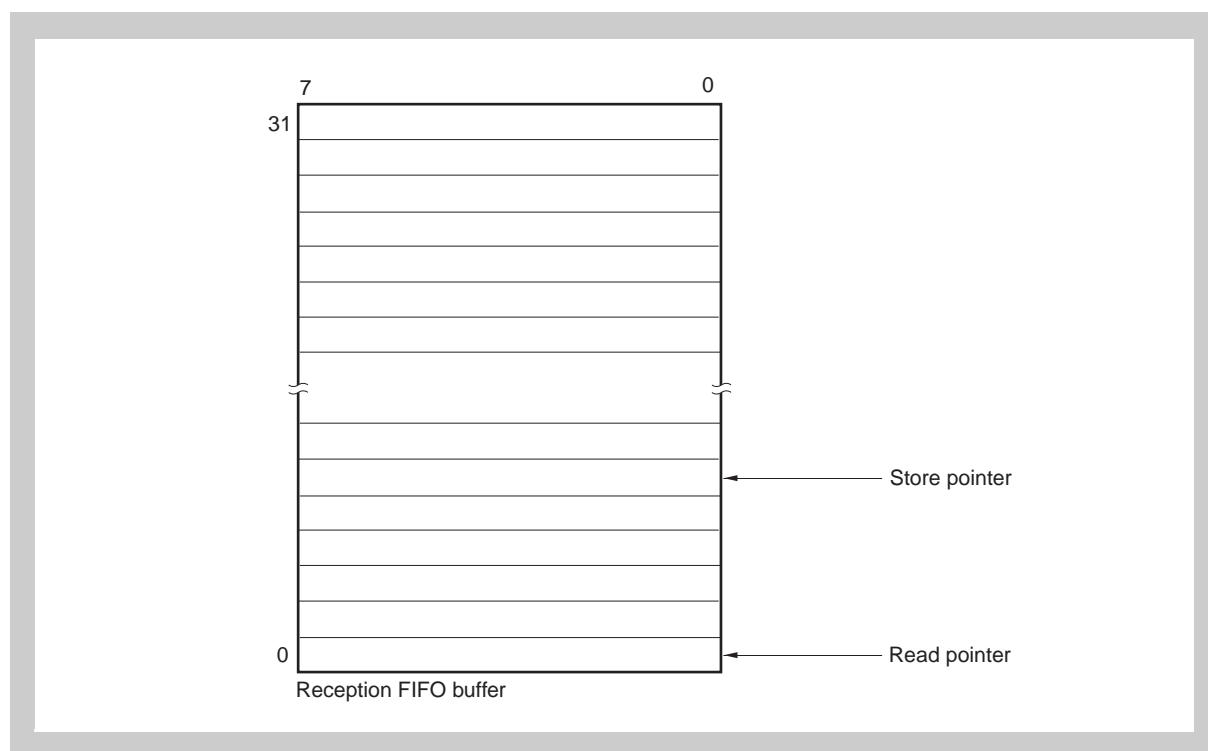 7 0
31
Store pointer
0 Read pointer
Reception FIFO buffer